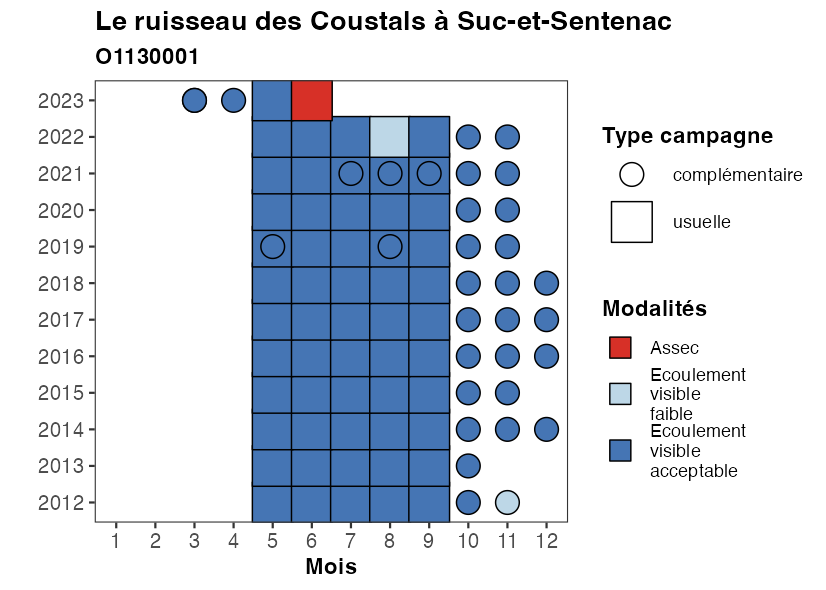 Le ruisseau des Coustals à Suc-et-Sentenac
O1130001
2023
2022
2021
2020
2019
2018
2017
2016
2015
2014
2013
2012
1 2 3 4 5 6 7 8 9 10 11 12
Mois
Type campagne
complémentaire
usuelle
Modalités
Assec
Ecoulement
visible
faible
Ecoulement
visible
acceptable